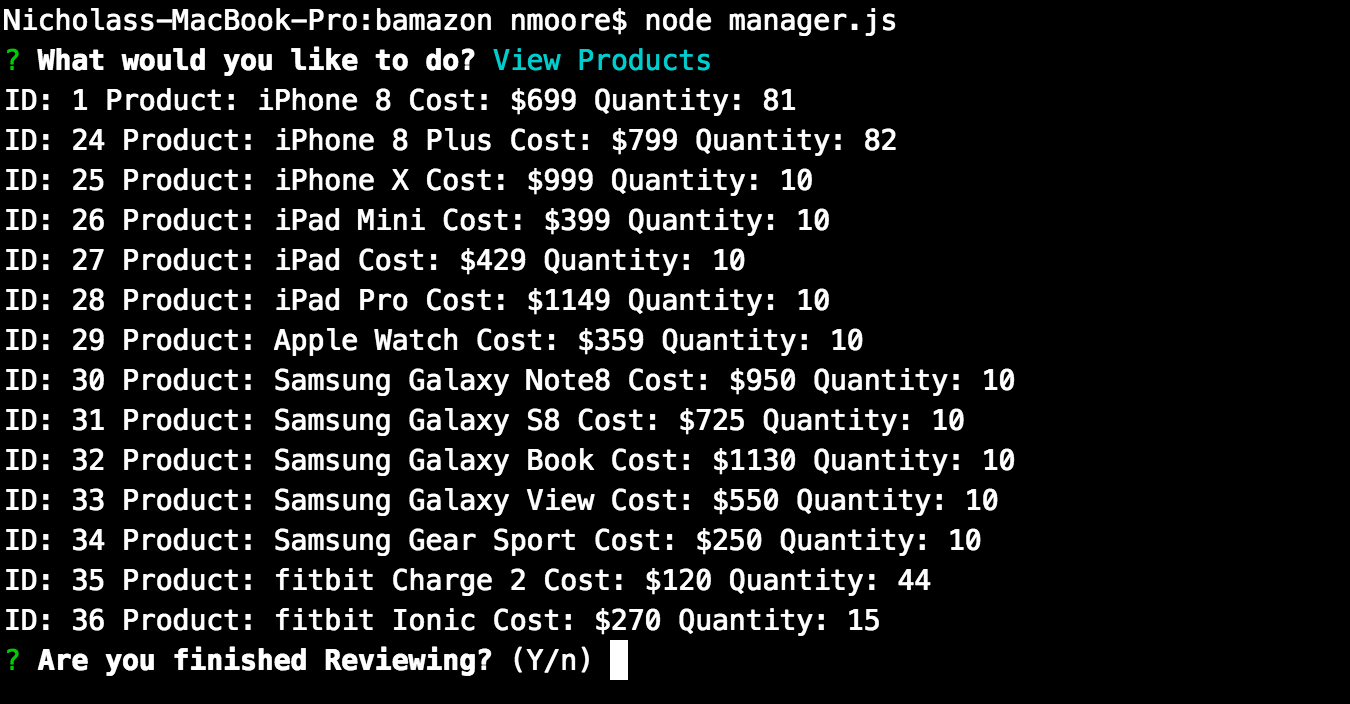 Nicholass-MacBook-Pro:bamazon nmoore$ node manager.js
? What would you like to do? View Products
ID: 1 Product: iPhone 8 Cost: $699 Quantity: 81
ID: 24 Product: iPhone 8 Plus Cost: $799 Quantity: 82
ID: 25 Product: iPhone X Cost: $999 Quantity: 10
ID: 26 Product: iPad Mini Cost: $399 Quantity: 10
ID: 27 Product: iPad Cost: $429 Quantity: 10
ID: 28 Product: iPad Pro Cost: $1149 Quantity: 10
ID: 29 Product: Apple Watch Cost: $359 Quantity: 10
ID: 30 Product: Samsung Galaxy Note8 Cost: $950 Quantity: 10
ID: 31 Product: Samsung Galaxy S8 Cost: $725 Quantity: 10
ID: 32 Product: Samsung Galaxy Book Cost: $1130 Quantity: 10
ID: 33 Product: Samsung Galaxy View Cost: $550 Quantity: 10
ID: 34 Product: Samsung Gear Sport Cost: $250 Quantity: 10
ID: 35 Product: fitbit Charge 2 Cost: $120 Quantity: 44
ID: 36 Product: fitbit Ionic Cost: $270 Quantity: 15
? Are you finished Reviewing? (Y/n)